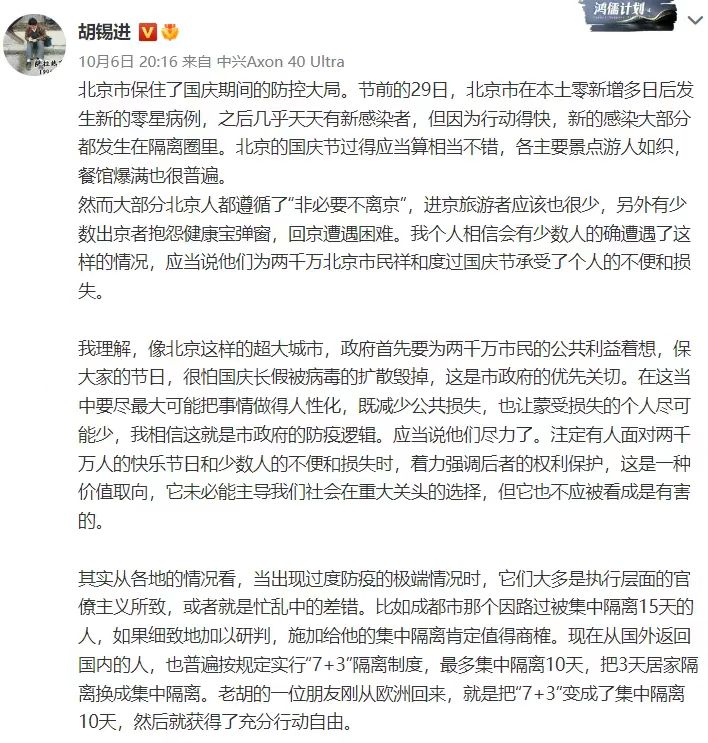 鸿儒计划
胡锡进
10月6日 20:16 来自 中兴Axon 40 Ultra
北京市保住了国庆期间的防控大局。节前的29日，北京市在本土零新增多日后发
生新的零星病例，之后几乎天天有新感染者，但因为行动得快，新的感染大部分
都发生在隔离圈里。北京的国庆节过得应当算相当不错，各主要景点游人如织，
餐馆爆满也很普遍。
然而大部分北京人都遵循了“非必要不离京”，进京旅游者应该也很少，另外有少
数出京者抱怨健康宝弹窗，回京遭遇困难。我个人相信会有少数人的确遭遇了这
样的情况，应当说他们为两千万北京市民祥和度过国庆节承受了个人的不便和损
失。
我理解，像北京这样的超大城市，政府首先要为两千万市民的公共利益着想，保
大家的节日，很怕国庆长假被病毒的扩散毁掉，这是市政府的优先关切。在这当
中要尽最大可能把事情做得人性化，既减少公共损失，也让蒙受损失的个人尽可
能少，我相信这就是市政府的防疫逻辑。应当说他们尽力了。注定有人面对两千
万人的快乐节日和少数人的不便和损失时，着力强调后者的权利保护，这是一种
价值取向，它未必能主导我们社会在重大关头的选择，但它也不应被看成是有害
的。
其实从各地的情况看，当出现过度防疫的极端情况时，它们大多是执行层面的官
僚主义所致，或者就是忙乱中的差错。比如成都市那个因路过被集中隔离15天的
人，如果细致地加以研判，施加给他的集中隔离肯定值得商榷。现在从国外返回
国内的人，也普遍按规定实行“7+3”隔离制度，最多集中隔离10天，把3天居家隔
离换成集中隔离。老胡的一位朋友刚从欧洲回来，就是把“7+3”变成了集中隔离
10天，然后就获得了充分行动自由。